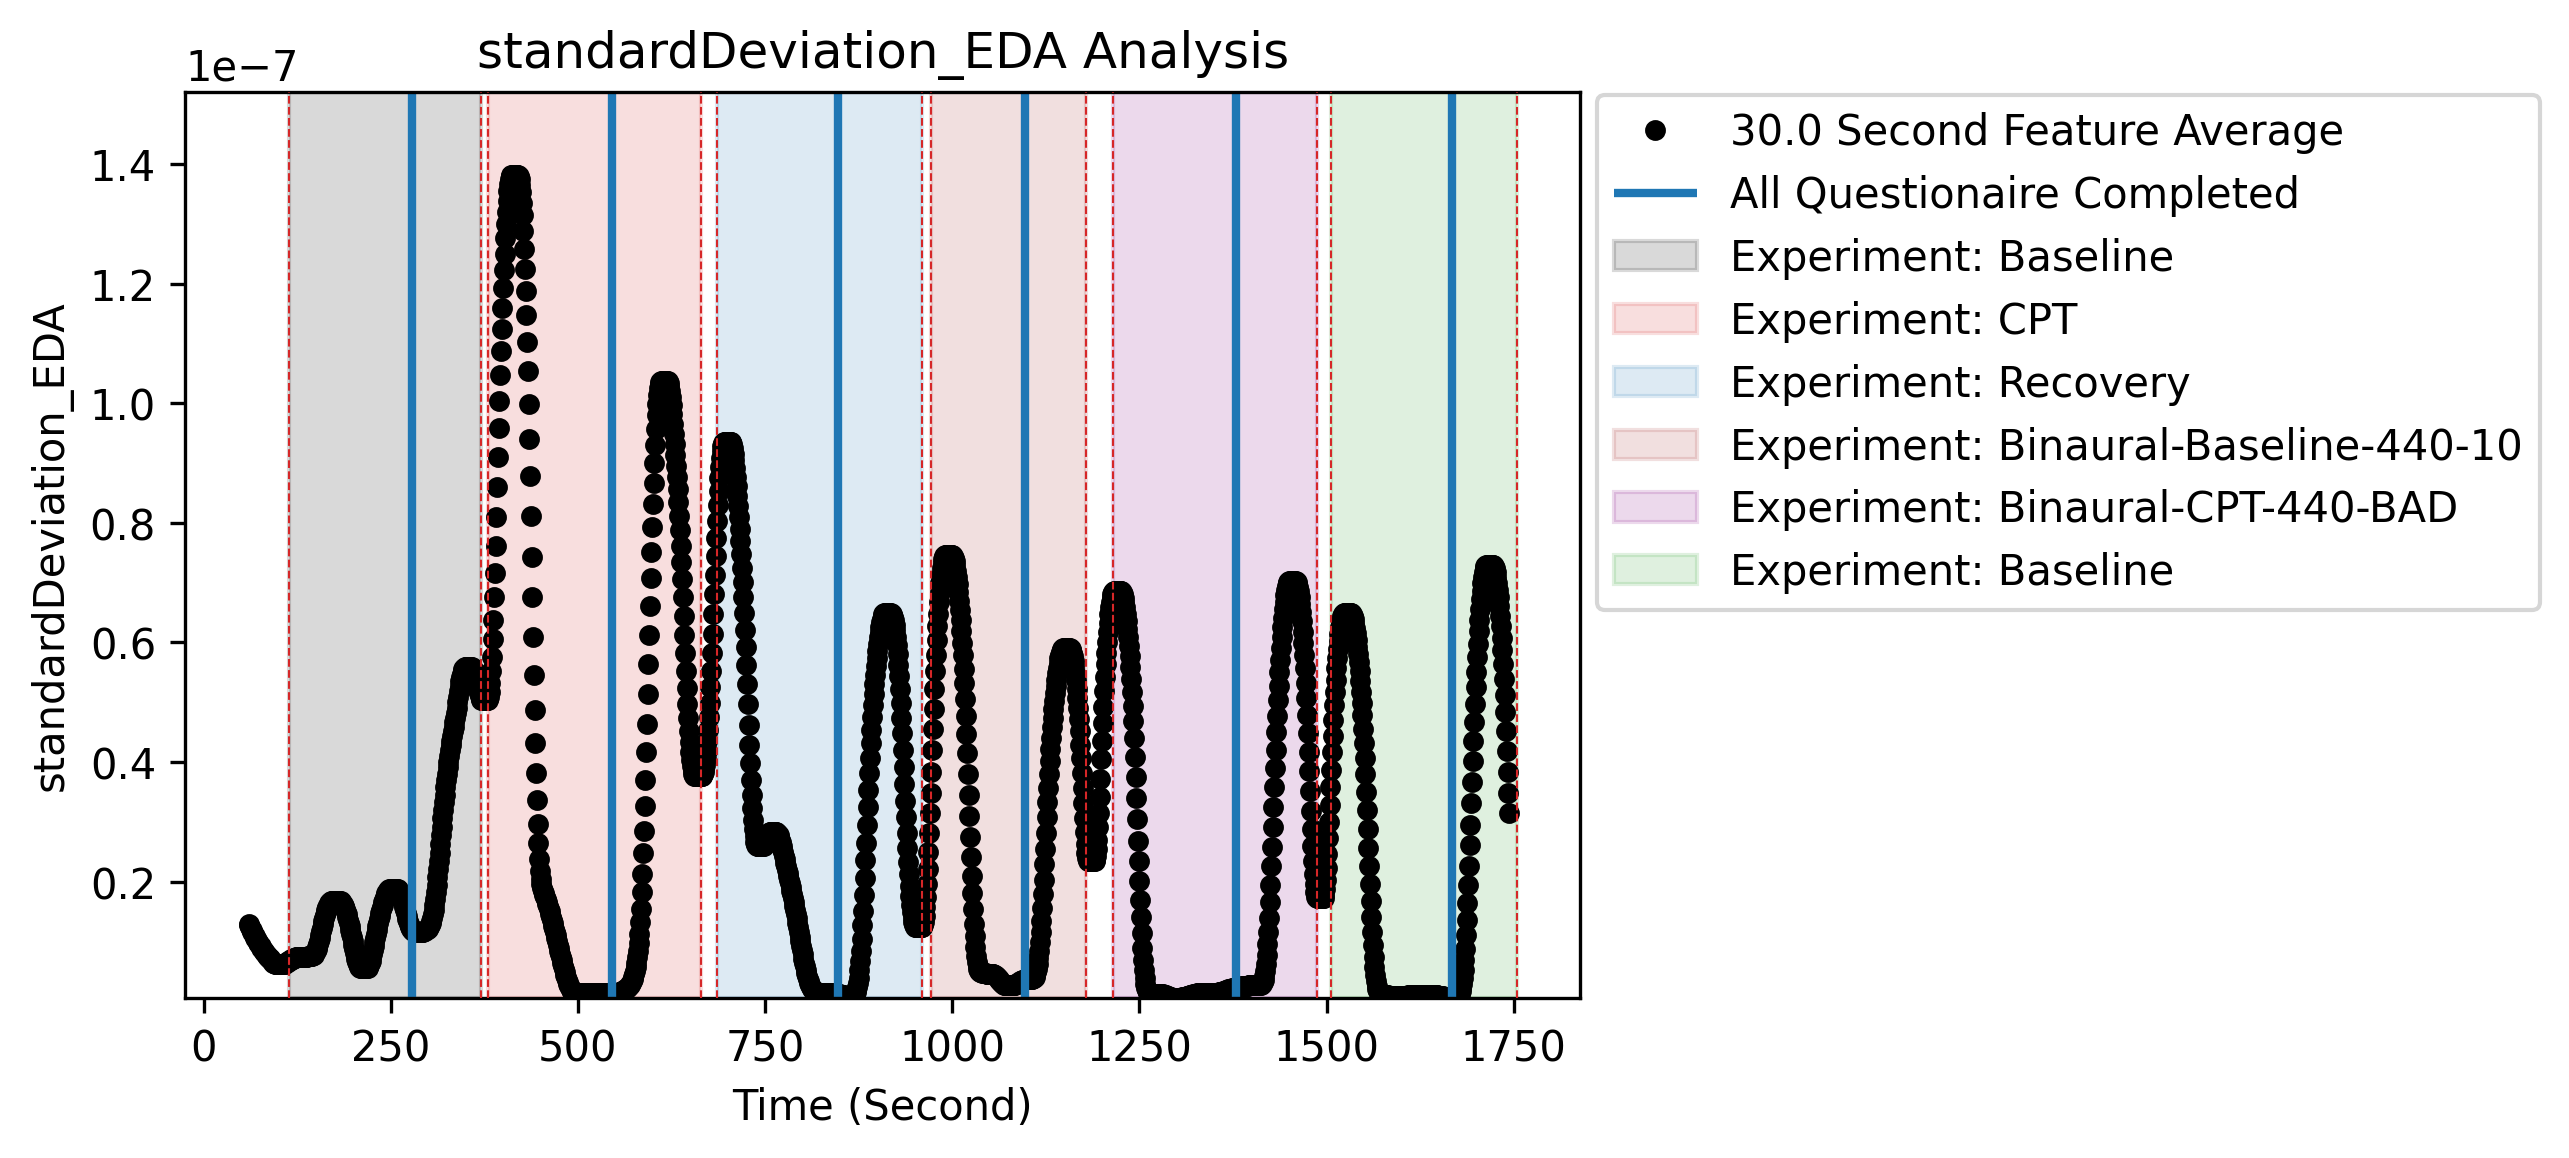 standardDeviation_EDA Analysis
1e−7
1.4
1.2
1.0
0.8
0.6
0.4
0.2
standardDeviation_EDA
0 250 500 750 1000 1250 1500 1750
Time (Second)
30.0 Second Feature Average
All Questionaire Completed
Experiment: Baseline
Experiment: CPT
Experiment: Recovery
Experiment: Binaural-Baseline-440-10
Experiment: Binaural-CPT-440-BAD
Experiment: Baseline